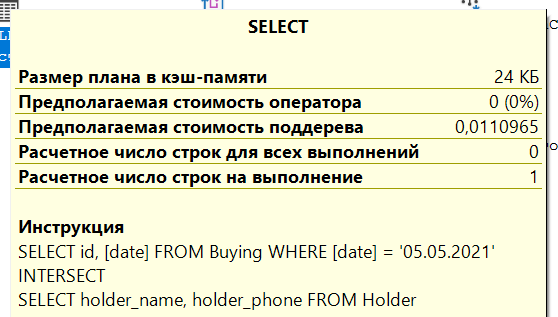 SELECT
Размер плана в кэш-памяти 24 КБ
Предполагаемая стоимость оператора 0 (0%)
Предполагаемая стоимость поддерева 0,0110965
Расчетное число строк для всех выполнений 0
Расчетное число строк на выполнение 1
Инструкция
SELECT id, [date] FROM Buying WHERE [date] = '05.05.2021'
INTERSECT
SELECT holder_name, holder_phone FROM Holder